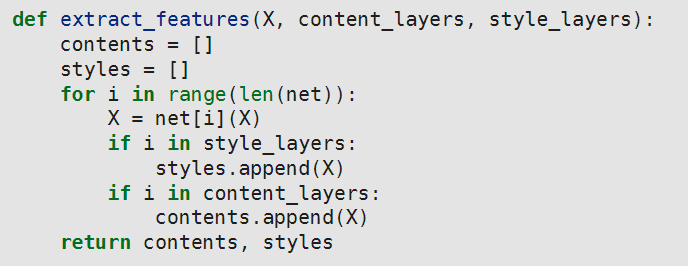 def extract_features(X, content_layers, style_layers):
    contents = []
    styles = []
    for i in range(len(net)):
        X = net[i](X)
        if i in style_layers:
            styles.append(X)
        if i in content_layers:
            contents.append(X)
    return contents, styles